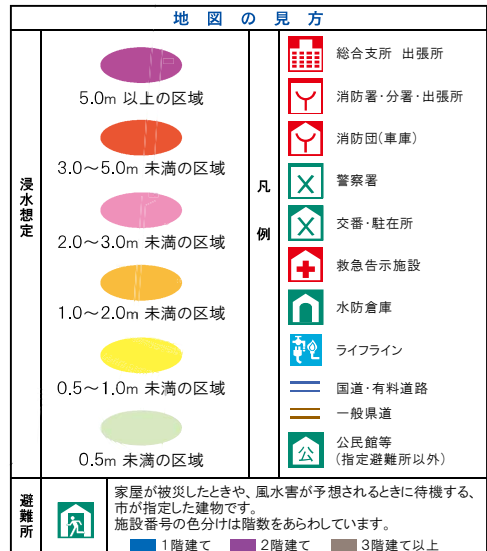 地図の見方
浸水想定
5.0m 以上の区域
3.0～5.0m 未満の区域
2.0～3.0m 未満の区域
1.0～2.0m 未満の区域
0.5～1.0m 未満の区域
0.5m 未満の区域
凡例
総合支所 出張所
消防署･分署･出張所
消防団(車庫)
警察署
交番･駐在所
救急告示施設
水防倉庫
ライフライン
国道･有料道路
一般県道
公
公民館等
(指定避難所以外)
避難所
家屋が被災したときや、風水害が予想されるときに待機する、
市が指定した建物です。
施設番号の色分けは階数をあらわしています。
1階建て 2階建て 3階建て以上